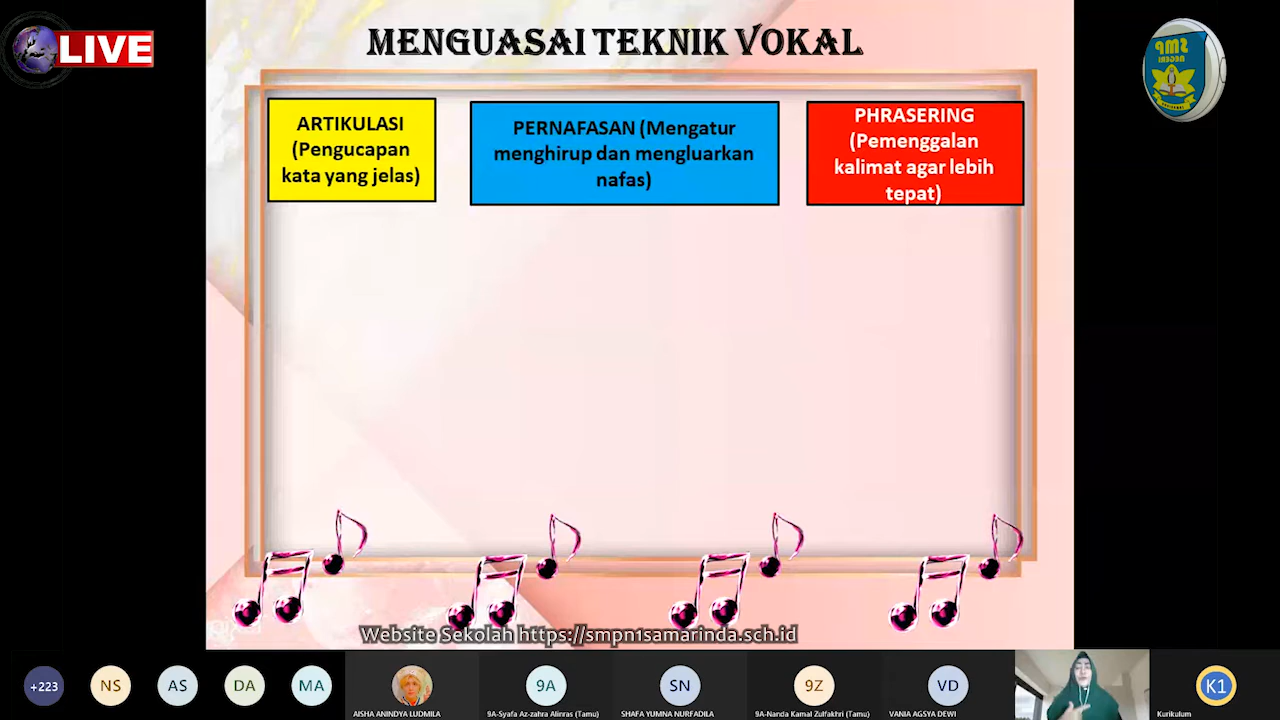 LIVE
MENGUASAI TEKNIK VOKAL
SMP
NEGERI
ARTIKULASI
(Pengucapan
kata yang jelas)
PERNAFASAN (Mengatur
menghirup dan mengluarkan
nafas)
PHRASERING
(Pemenggalan
kalimat agar lebih
tepat)
Website Sekolah https://smpn1samarinda.sch.id
+223
NS
AS
DA
MA
AISHA ANINDYA LUDMILA
9A
9A-Syafa Az-zahra Alinras (Tamu)
SN
SHAFA YUMNA NURFADILA
9Z
9A-Nanda Kamal Zulfakhri (Tamu)
VD
VANIA AGSYA DEWI
K1
Kurikulum